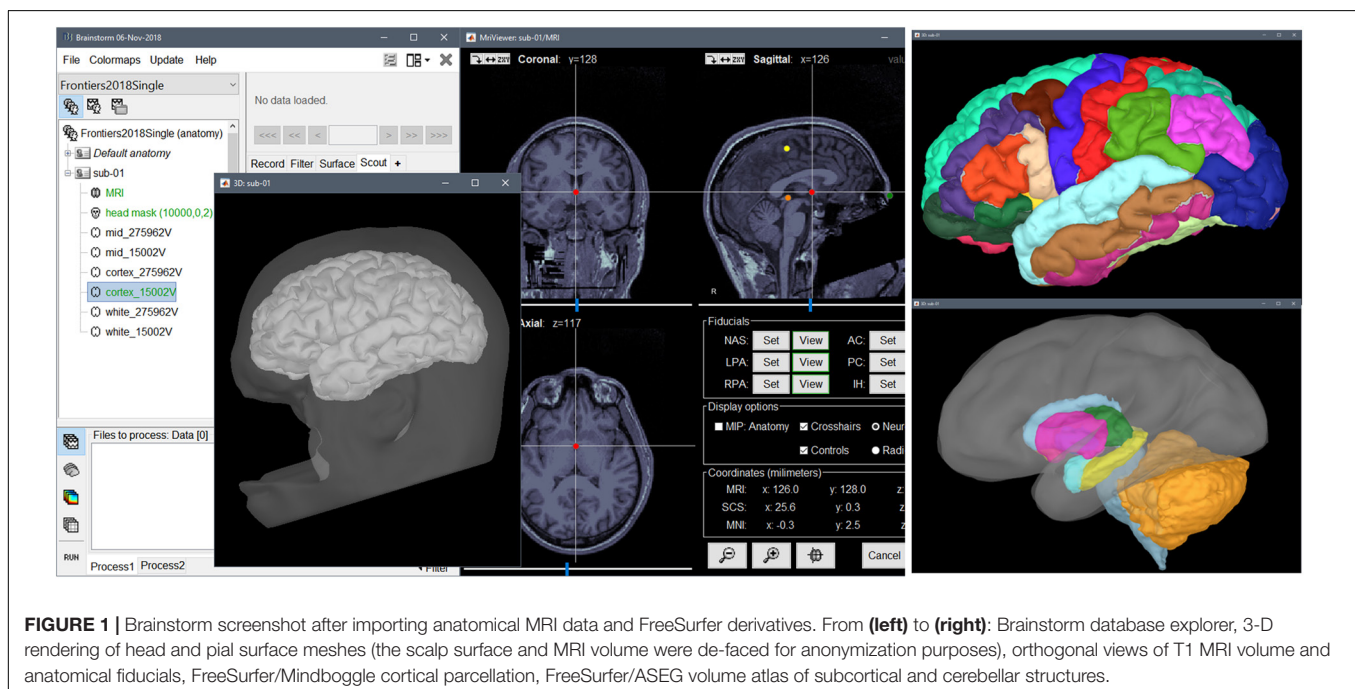 Brainstorm 06-Nov-2018
File Colormaps Update Help
Frontiers2018Single
No data loaded.
<<< << < > >> >>>
Record Filter Surface Scout +
Frontiers2018Single (anatomy)
Default anatomy
sub-01
MRI
head mask (10000,0,2)
mid_275962V
mid_15002V
cortex_275962V
cortex_15002V
white_275962V
white_15002V
Files to process: Data [0]
RUN
Process1 Process2
Filter
3D: sub-01
MriViewer: sub-01/MRI
ZXY Coronal: y=128
ZXY Sagittal: x=126 valu
R
Axial: z=117
Fiducials
NAS: Set View AC: Set
LPA: Set View PC: Set
RPA: Set View IH: Set
Display options
MIP: Anatomy Crosshairs Neur
Controls Radi
Coordinates (milimeters)
MRI: x: 126.0 y: 128.0 z:
SCS: x: 25.6 y: 0.3 z
MNI: x: -0.3 y: 2.5 z
Cancel
3D: sub-01
3D: sub-01
FIGURE 1 | Brainstorm screenshot after importing anatomical MRI data and FreeSurfer derivatives. From (left) to (right): Brainstorm database explorer, 3-D
rendering of head and pial surface meshes (the scalp surface and MRI volume were de-faced for anonymization purposes), orthogonal views of T1 MRI volume and
anatomical fiducials, FreeSurfer/Mindboggle cortical parcellation, FreeSurfer/ASEG volume atlas of subcortical and cerebellar structures.